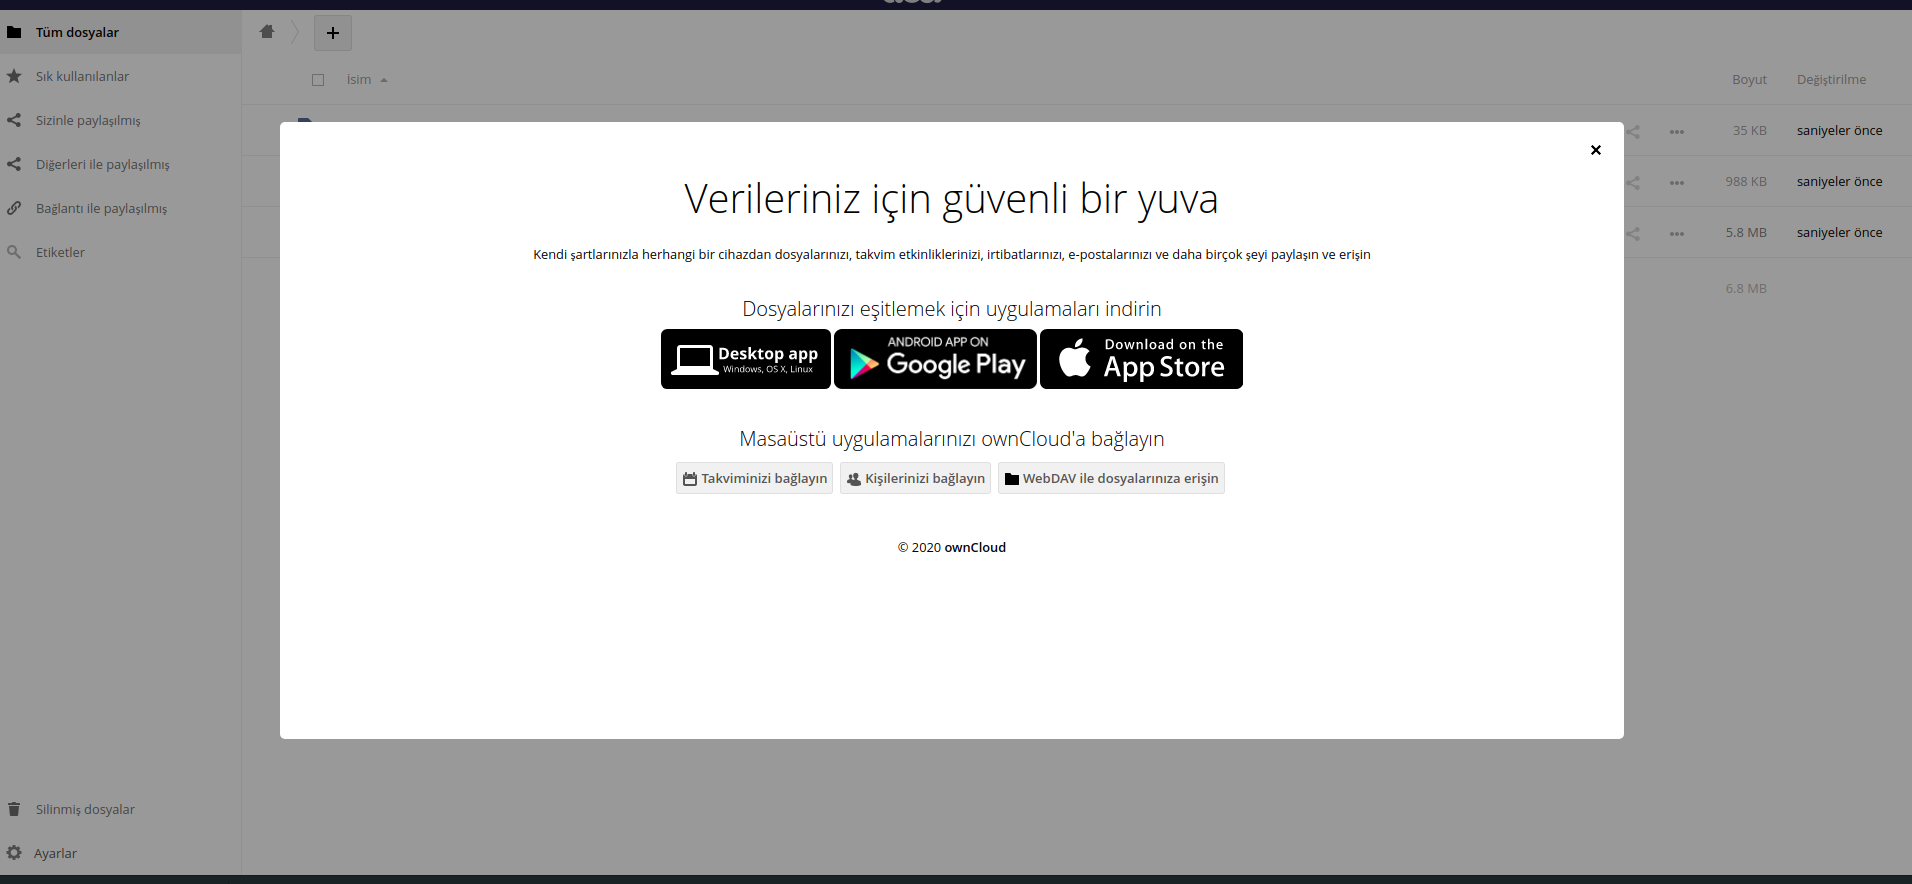 Tüm dosyalar
Sık kullanılanlar
Sizinle paylaşılmış
Diğerleri ile paylaşılmış
Bağlantı ile paylaşılmış
Etiketler
Silinmiş dosyalar
Ayarlar
İsim
Boyut
Değiştirilme
35 KB saniyeler önce
988 KB saniyeler önce
5.8 MB saniyeler önce
6.8 MB
Verileriniz için güvenli bir yuva
Kendi şartlarınızla herhangi bir cihazdan dosyalarınızı, takvim etkinliklerinizi, irtibatlarınızı, e-postalarınızı ve daha birçok şeyi paylaşın ve erişin
Dosyalarınızı eşitlemek için uygulamaları indirin
Desktop app
Windows, OS X, Linux
ANDROID APP ON
Google Play
Download on the
App Store
Masaüstü uygulamalarınızı ownCloud'a bağlayın
Takviminizi bağlayın
Kişilerinizi bağlayın
WebDAV ile dosyalarınıza erişin
© 2020 ownCloud